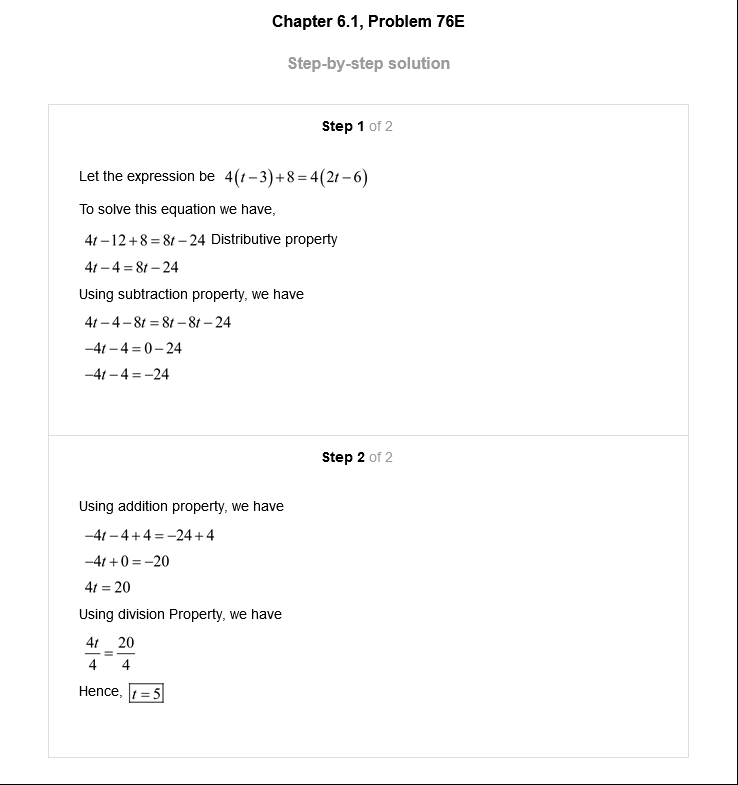 Chapter 6.1, Problem 76E
Step-by-step solution
Step 1 of 2
Let the expression be 4(t−3)+8=4(2t−6)
To solve this equation we have,
4t−12+8=8t−24 Distributive property
4t−4=8t−24
Using subtraction property, we have
4t−4−8t=8t−8t−24
−4t−4=0−24
−4t−4=−24
Step 2 of 2
Using addition property, we have
−4t−4+4=−24+4
−4t+0=−20
4t=20
Using division Property, we have
4t/4=20/4
Hence, t=5